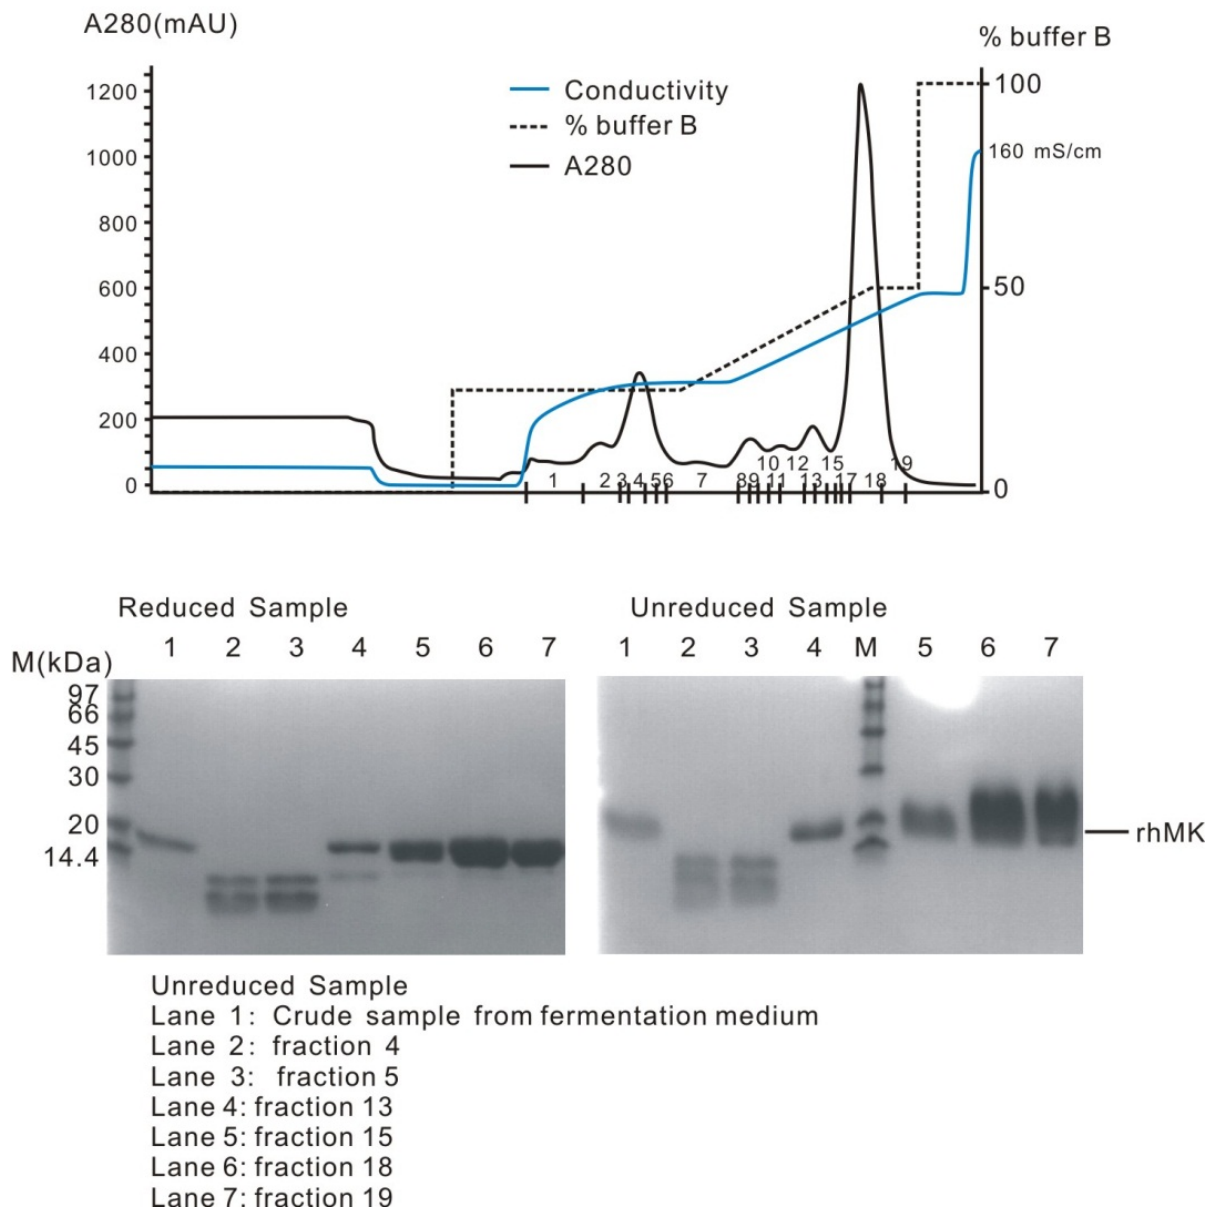 A280(mAU)
% buffer B
1200
1000
800
600
400
200
0
Conductivity
% buffer B
A280
100
160 mS/cm
50
0
1 2 3 4 5 6 7 8 9 10 11 12 13 15 17 18 19
Reduced Sample
Unreduced Sample
M(kDa)
1 2 3 4 5 6 7
1 2 3 4 M 5 6 7
97
66
45
30
20
14.4
rhMK
Unreduced Sample
Lane 1: Crude sample from fermentation medium
Lane 2: fraction 4
Lane 3: fraction 5
Lane 4: fraction 13
Lane 5: fraction 15
Lane 6: fraction 18
Lane 7: fraction 19